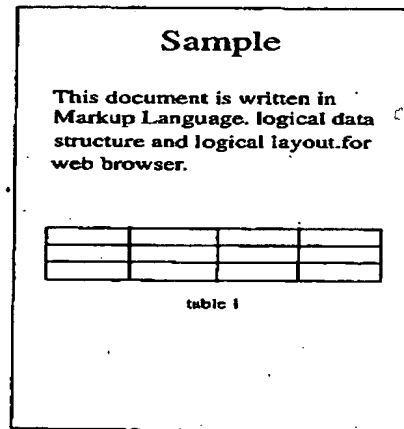 Sample
This document is written in
Markup Language. logical data
structure and logical layout.for
web browser.
table 1